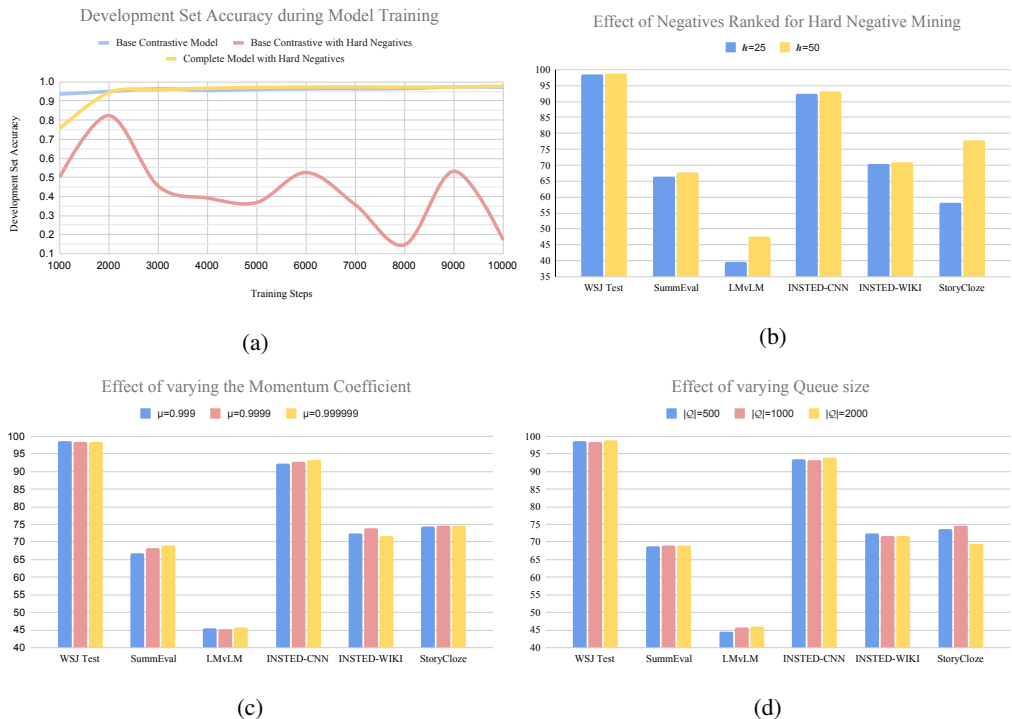 Development Set Accuracy during Model Training
Base Contrastive Model
Base Contrastive with Hard Negatives
Complete Model with Hard Negatives
Development Set Accuracy
1.0
0.9
0.8
0.7
0.6
0.5
0.4
0.3
0.2
0.1
1000 2000 3000 4000 5000 6000 7000 8000 9000 10000
Training Steps
(a)
Effect of Negatives Ranked for Hard Negative Mining
h=25 h=50
100
95
90
85
80
75
70
65
60
55
50
45
40
35
WSJ Test SummEval LMvLM INSTED-CNN INSTED-WIKI StoryCloze
(b)
Effect of varying the Momentum Coefficient
μ=0.999 μ=0.9999 μ=0.999999
100
95
90
85
80
75
70
65
60
55
50
45
40
WSJ Test SummEval LMvLM INSTED-CNN INSTED-WIKI StoryCloze
(c)
Effect of varying Queue size
|Q|=500 |Q|=1000 |Q|=2000
100
95
90
85
80
75
70
65
60
55
50
45
40
WSJ Test SummEval LMvLM INSTED-CNN INSTED-WIKI StoryCloze
(d)